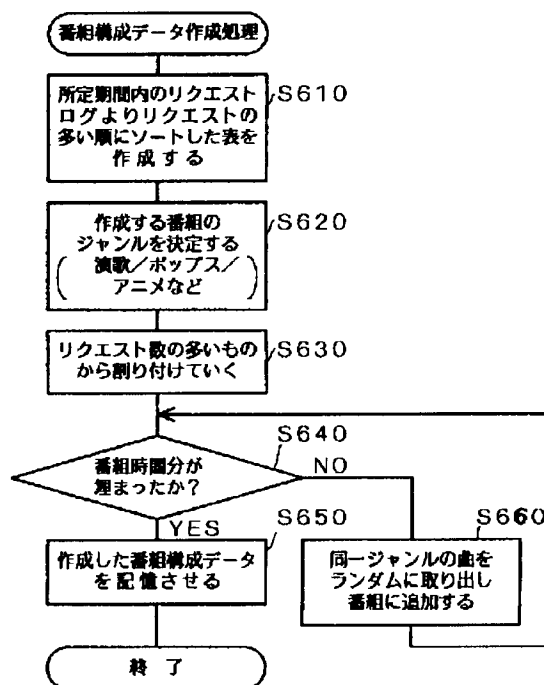 番組構成データ作成処理
S610
所定期間内のリクエスト
ログよりリクエストの
多い順にソートした表を
作成する
S620
作成する番組の
ジャンルを決定する
(演歌/ポップス/
アニメなど)
S630
リクエスト数の多いもの
から割り付けていく
S640
番組時間分が
埋まったか?
NO
YES
S650
作成した番組構成データ
を記憶させる
S660
同一ジャンルの曲を
ランダムに取り出し
番組に追加する
終了